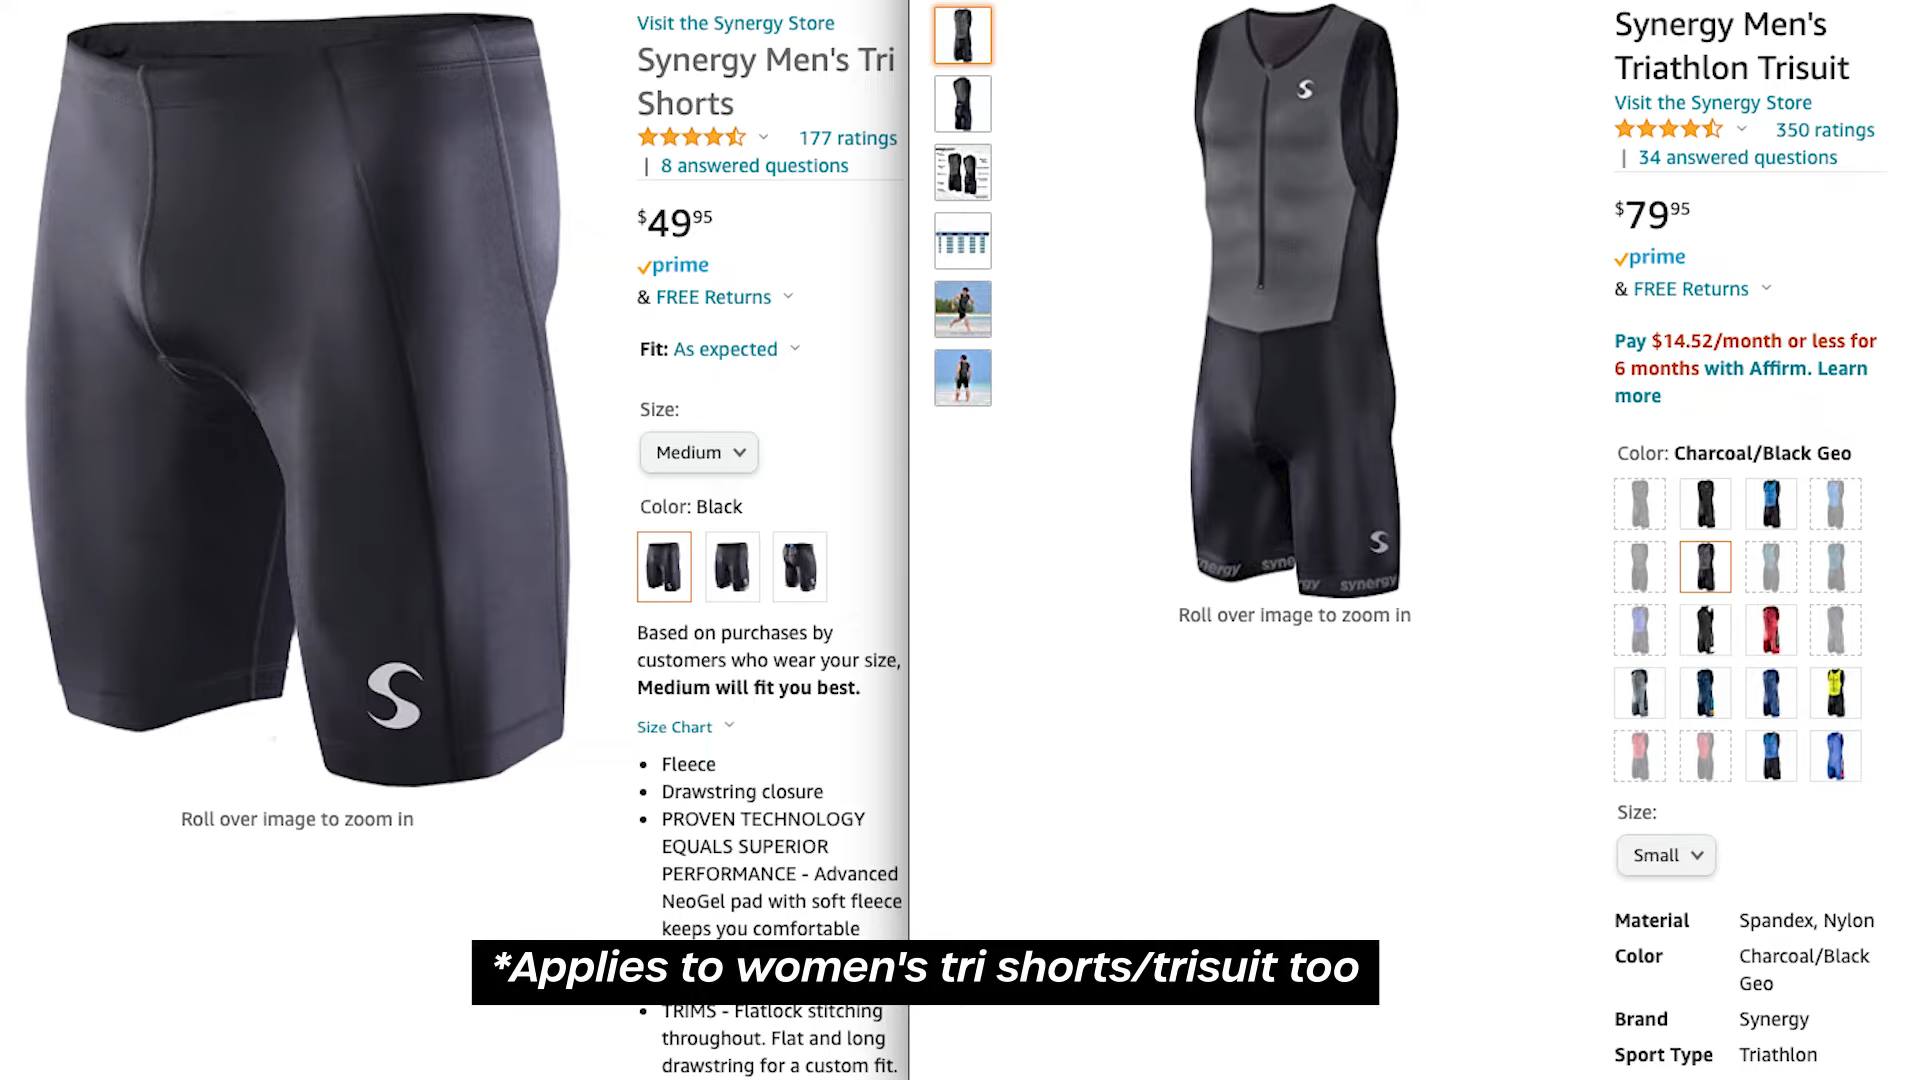 Visit the Synergy Store
Synergy Men's Tri
Shorts
177 ratings
| 8 answered questions
$4995
prime
& FREE Returns
Fit: As expected
Size:
Medium
Color: Black
Based on purchases by
customers who wear your size,
Medium will fit you best.
Size Chart
• Fleece
• Drawstring closure
• PROVEN TECHNOLOGY
EQUALS SUPERIOR
PERFORMANCE - Advanced
NeoGel pad with soft fleece
keeps you comfortable
• TRIMS - Flatlock stitching
throughout. Flat and long
drawstring for a custom fit.
Roll over image to zoom in
S
S
S
synergy
synergy
Roll over image to zoom in
Synergy Men's
Triathlon Trisuit
Visit the Synergy Store
350 ratings
| 34 answered questions
$7995
prime
& FREE Returns
Pay $14.52/month or less for
6 months with Affirm. Learn
more
Color: Charcoal/Black Geo
Size:
Small
Material Spandex, Nylon
Color Charcoal/Black
Geo
Brand Synergy
Sport Type Triathlon
*Applies to women's tri shorts/trisuit too